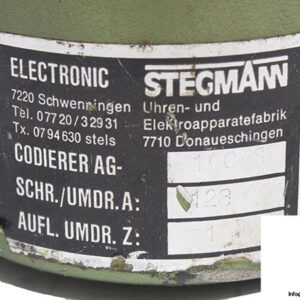 ELECTRONIC STEGMANN
7220 Schwenningen Uhren- und
Tel. 07720/32931 Elektroapparatefabrik
Tx. 0794630 stels 7710 Donaueschingen
CODIERER AG-
SCHR./UMDR. A: 128
AUFL. UMDR. Z: